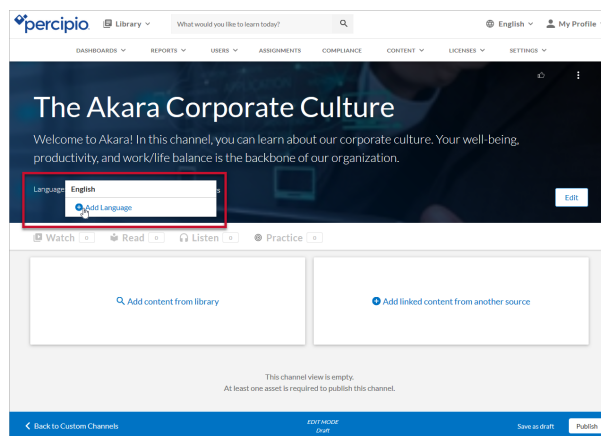 percipio. Library What would you like to learn today? English My Profile
DASHBOARDS REPORTS USERS ASSIGNMENTS COMPLIANCE CONTENT LICENSES SETTINGS
The Akara Corporate Culture
Welcome to Akara! In this channel, you can learn about our corporate culture. Your well-being,
productivity, and work/life balance is the backbone of our organization.
Language: English
Add Language
Edit
Watch 0 Read 0 Listen 0 Practice 0
Add content from library
Add linked content from another source
This channel view is empty.
At least one asset is required to publish this channel.
Back to Custom Channels
EDIT MODE
Draft
Save as draft
Publish